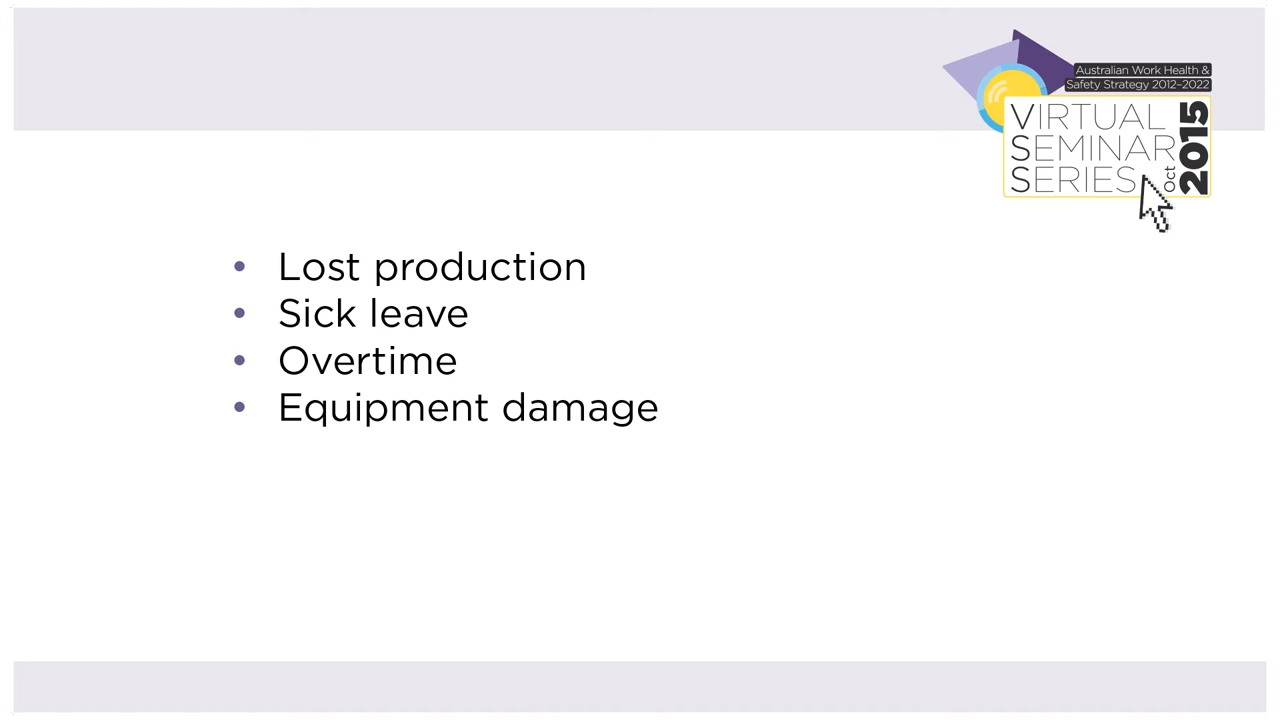 Australian Work Health &
Safety Strategy 2012–2022
VIRTUAL
SEMINAR
SERIES
Oct 2015
• Lost production
• Sick leave
• Overtime
• Equipment damage